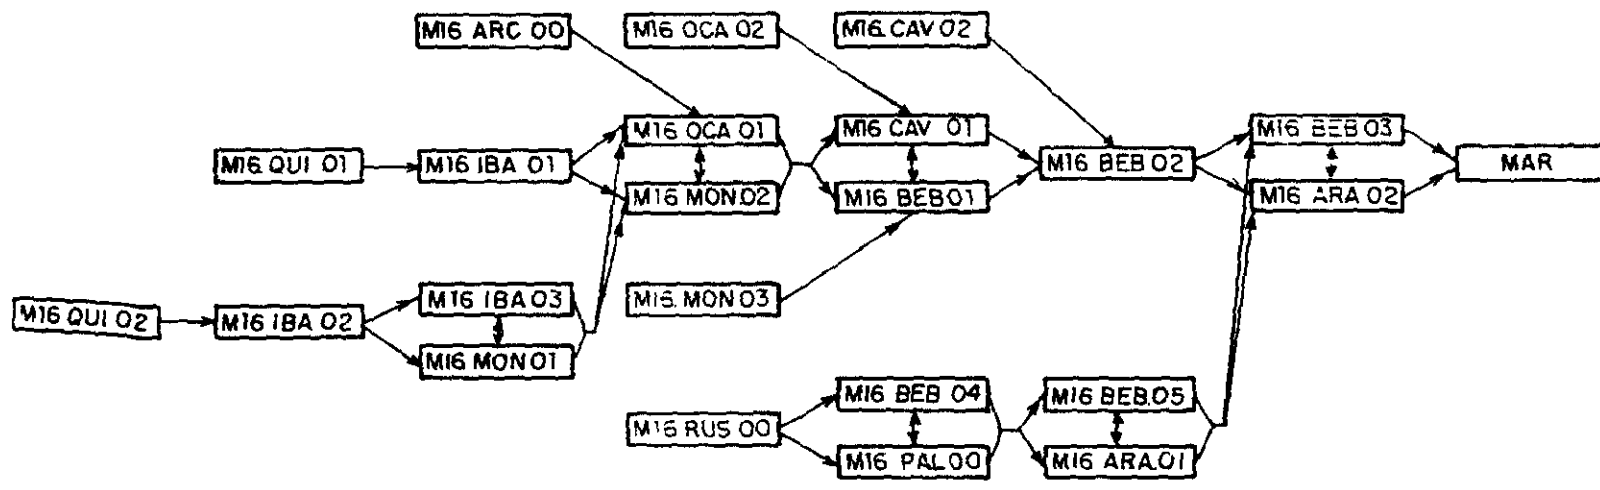 M16 ARC 00
M16 OCA 02
M16 CAV 02
M16 OCA 01
M16 CAV 01
M16 BEB 03
M16 QUI 01
M16 IBA 01
M16 BEB 02
MAR
M16 MON.02
M16 BEB.01
M16 ARA 02
M16 QUI 02
M16 IBA 02
M16 IBA 03
M16. MON 03
M16 MON 01
M16 BEB 04
M16 BEB.05
M16 RUS 00
M16 PAL 00
M16 ARA.01